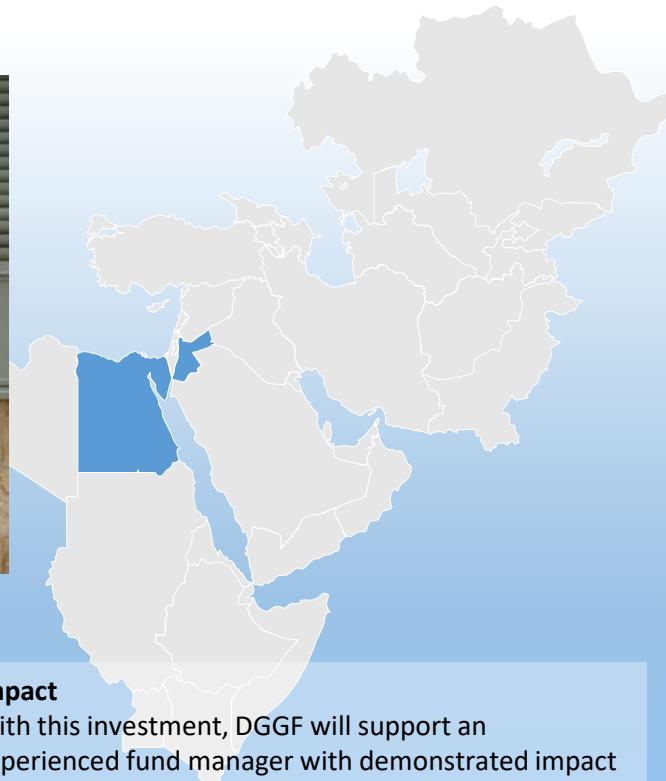 mpact
ith this investment, DGGF will support an
perienced fund manager with demonstrated impact